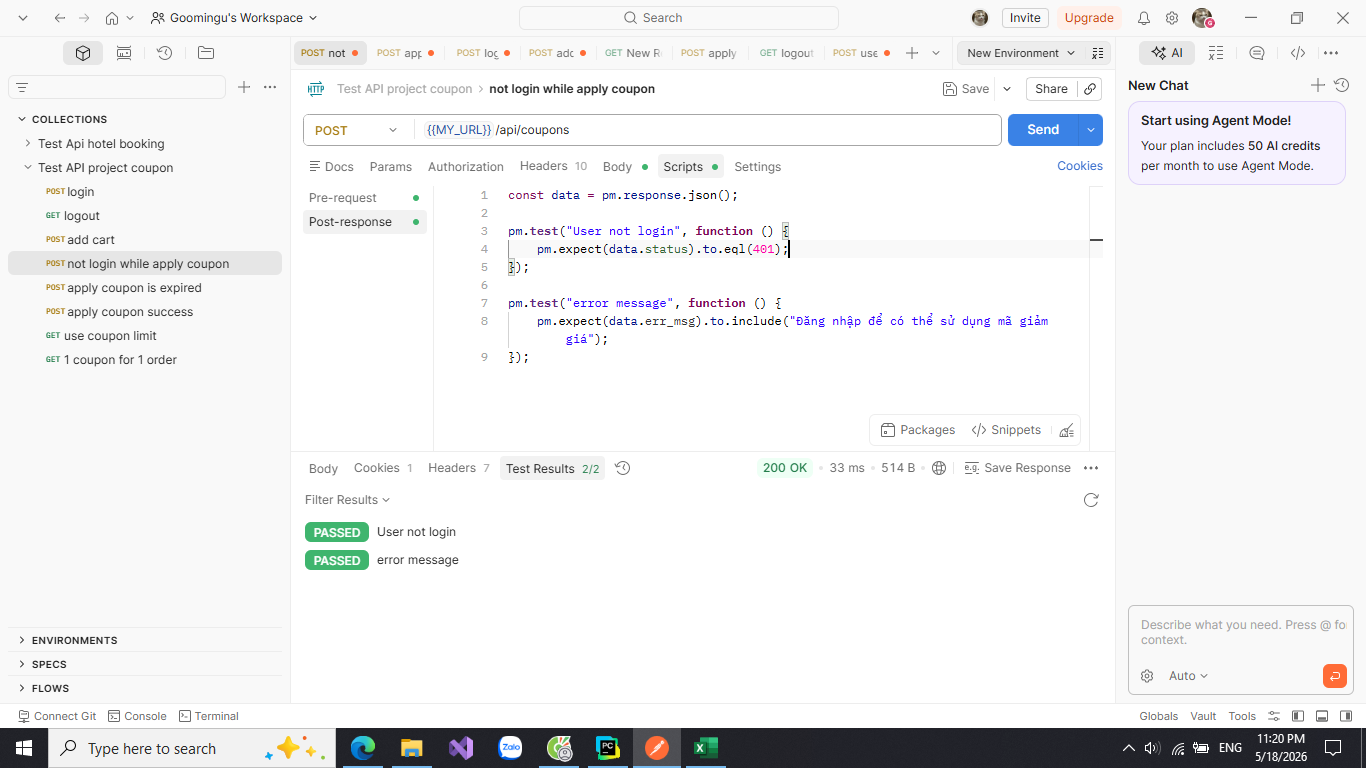 Goomingu's Workspace
Search
Invite
Upgrade
POST not
POST app
POST log
POST add
GET New R
POST apply
GET logout
POST use
New Environment
AI
Test API project coupon > not login while apply coupon
Save
Share
POST
{{MY_URL}} /api/coupons
Send
Docs
Params
Authorization
Headers 10
Body
Scripts
Settings
Cookies
COLLECTIONS
Test Api hotel booking
Test API project coupon
POST login
GET logout
POST add cart
POST not login while apply coupon
POST apply coupon is expired
POST apply coupon success
GET use coupon limit
GET 1 coupon for 1 order
ENVIRONMENTS
SPECS
FLOWS
Pre-request
Post-response
1 const data = pm.response.json();
2
3 pm.test("User not login", function () {
4 pm.expect(data.status).to.eql(401);
5 });
6
7 pm.test("error message", function () {
8 pm.expect(data.err_msg).to.include("Đăng nhập để có thể sử dụng mã giảm
giá");
9 });
Packages
Snippets
Body
Cookies 1
Headers 7
Test Results 2/2
200 OK • 33 ms • 514 B
e.g. Save Response
Filter Results
PASSED User not login
PASSED error message
New Chat
Start using Agent Mode!
Your plan includes 50 AI credits
per month to use Agent Mode.
Describe what you need. Press @ fo
context.
Auto
Connect Git
Console
Terminal
Globals
Vault
Tools
Type here to search
Zalo
PC
ENG
11:20 PM
5/18/2026